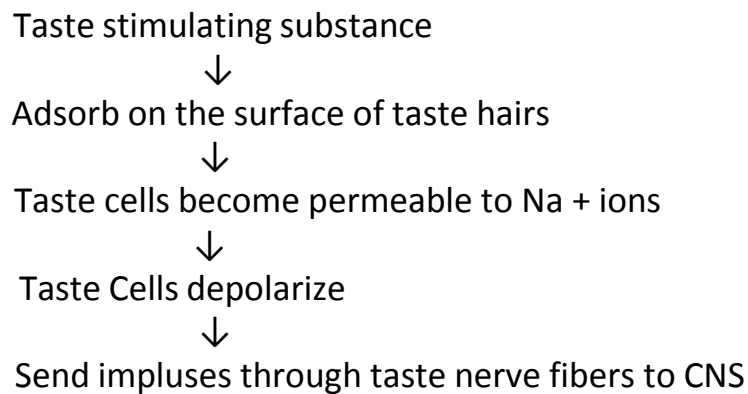 Taste stimulating substance
↓
Adsorb on the surface of taste hairs
↓
Taste cells become permeable to Na + ions
↓
Taste Cells depolarize
↓
Send impluses through taste nerve fibers to CNS